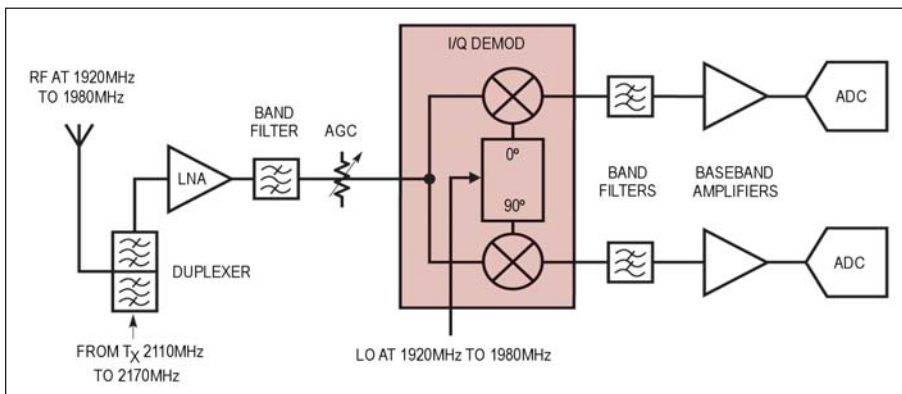 I/Q DEMOD
RF AT 1920MHz
TO 1980MHz
BAND
FILTER
AGC
LNA
0º
90º
BAND
FILTERS
BASEBAND
AMPLIFIERS
ADC
ADC
DUPLEXER
FROM TX 2110MHz
TO 2170MHz
LO AT 1920MHz TO 1980MHz